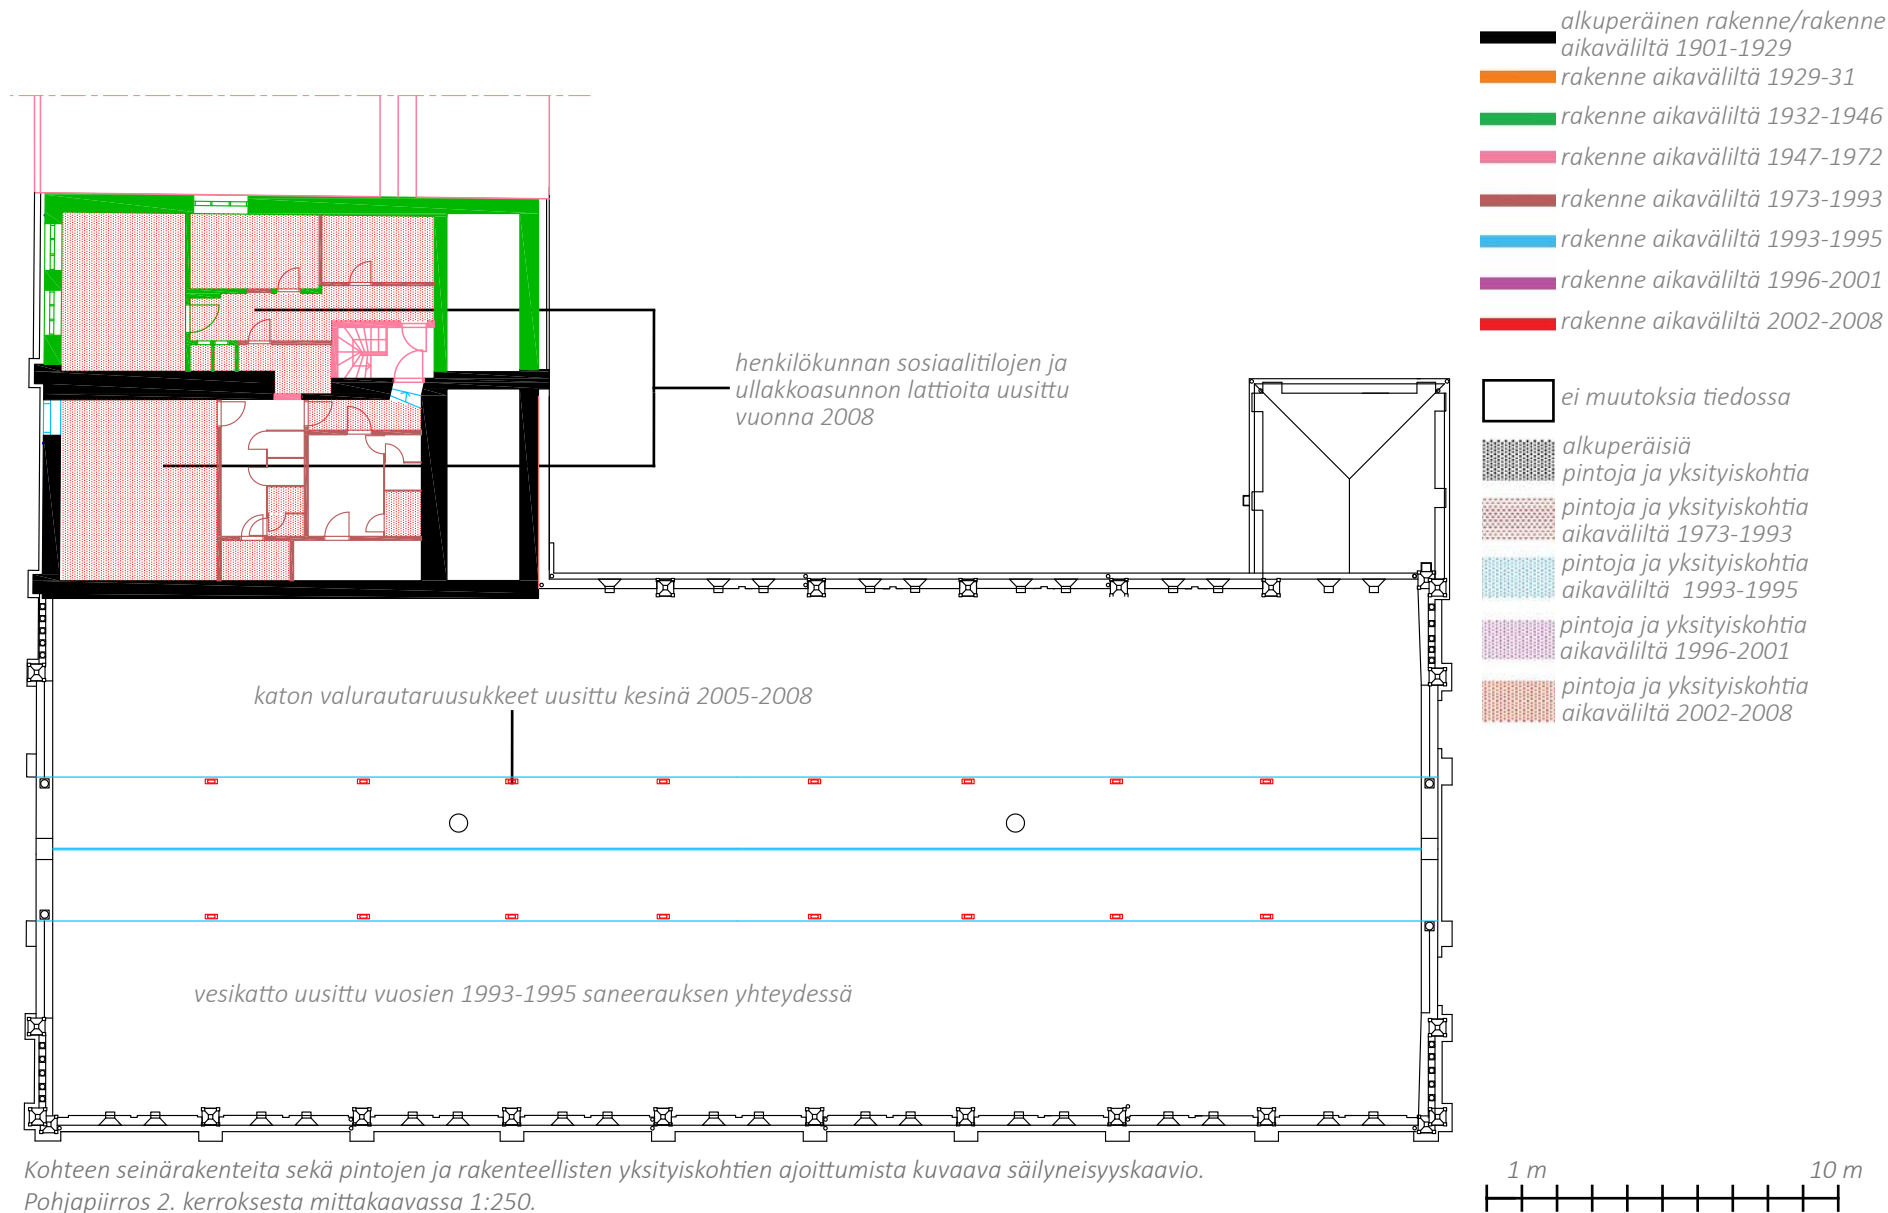 alkuperäinen rakenne/rakenne
aikaväliltä 1901-1929
rakenne aikaväliltä 1929-31
rakenne aikaväliltä 1932-1946
rakenne aikaväliltä 1947-1972
rakenne aikaväliltä 1973-1993
rakenne aikaväliltä 1993-1995
rakenne aikaväliltä 1996-2001
rakenne aikaväliltä 2002-2008
ei muutoksia tiedossa
alkuperäisiä
pintoja ja yksityiskohtia
pintoja ja yksityiskohtia
aikaväliltä 1973-1993
pintoja ja yksityiskohtia
aikaväliltä  1993-1995
pintoja ja yksityiskohtia
aikaväliltä 1996-2001
pintoja ja yksityiskohtia
aikaväliltä 2002-2008
henkilökunnan sosiaalitilojen ja
ullakkoasunnon lattioita uusittu
vuonna 2008
katon valurautaruusukkeet uusittu kesinä 2005-2008
vesikatto uusittu vuosien 1993-1995 saneerauksen yhteydessä
Kohteen seinärakenteita sekä pintojen ja rakenteellisten yksityiskohtien ajoittumista kuvaava säilyneisyyskaavio.
Pohjapiirros 2. kerroksesta mittakaavassa 1:250.
1 m
10 m